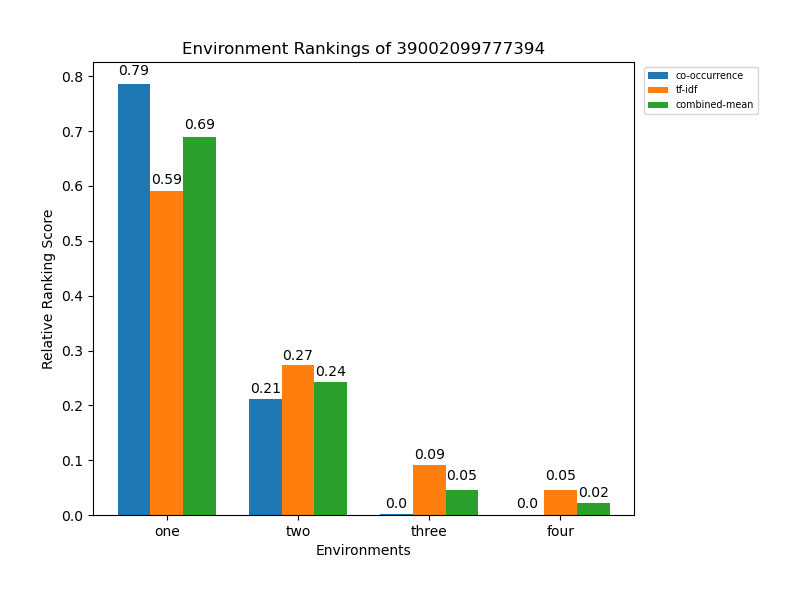 Environment Rankings of 39002099777394
co-occurrence
tf-idf
combined-mean
Relative Ranking Score
0.8
0.7
0.6
0.5
0.4
0.3
0.2
0.1
0.0
0.79
0.59
0.69
0.21
0.27
0.24
0.0
0.09
0.05
0.0
0.05
0.02
one
two
three
four
Environments